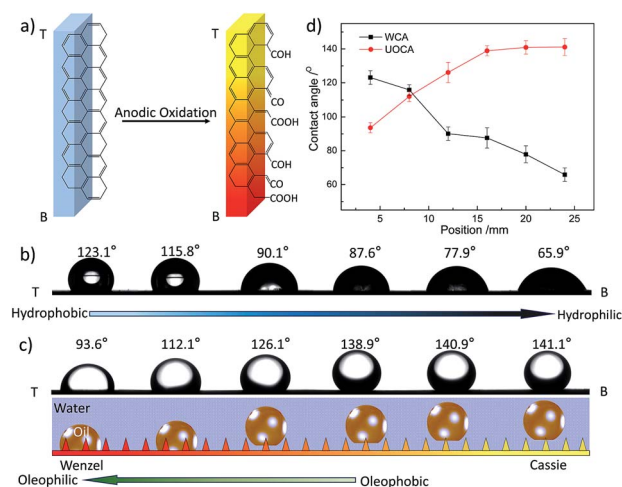 a)
T
T
COH
CO
COOH
COH
CO
COOH
Anodic Oxidation
B
B
d)
WCA
UOCA
Contact angle /°
140
120
100
80
60
5
10
15
20
25
Position /mm
b)
123.1°
115.8°
90.1°
87.6°
77.9°
65.9°
T
B
Hydrophobic
Hydrophilic
c)
93.6°
112.1°
126.1°
138.9°
140.9°
141.1°
T
B
Water
Oil
Wenzel
Cassie
Oleophilic
Oleophobic